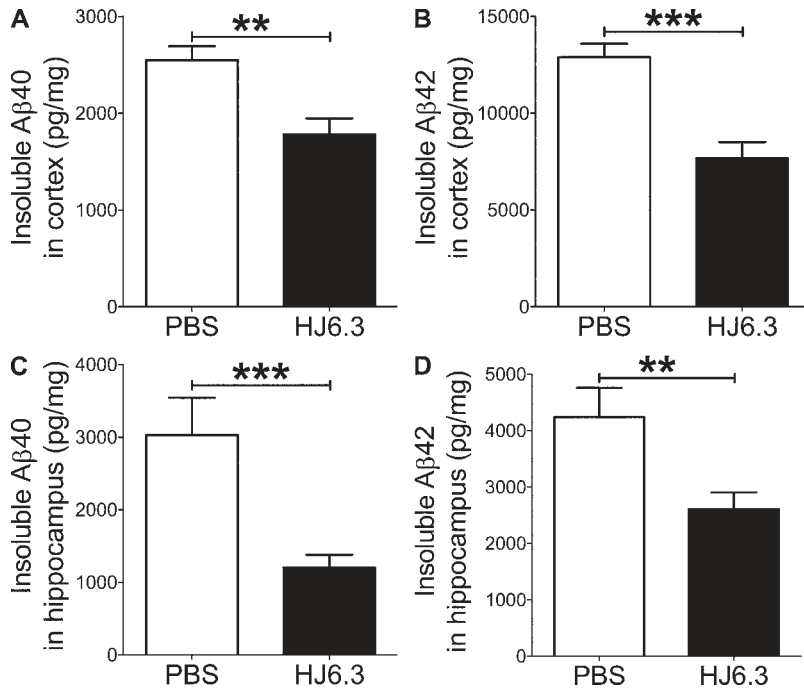 A
Insoluble Aβ40
in cortex (pg/mg)
3000
2000
1000
0
**
PBS
HJ6.3
B
Insoluble Aβ42
in cortex (pg/mg)
15000
10000
5000
0
***
PBS
HJ6.3
C
Insoluble Aβ40
in hippocampus (pg/mg)
4000
3000
2000
1000
0
***
PBS
HJ6.3
D
Insoluble Aβ42
in hippocampus (pg/mg)
5000
4000
3000
2000
1000
0
**
PBS
HJ6.3